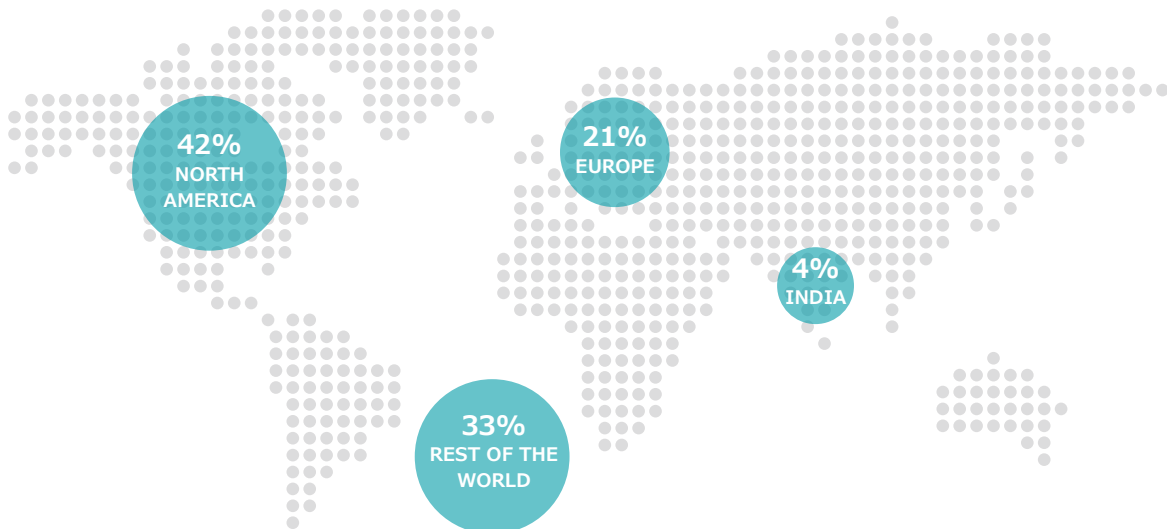 42%
NORTH
AMERICA
21%
EUROPE
4%
INDIA
33%
REST OF THE
WORLD